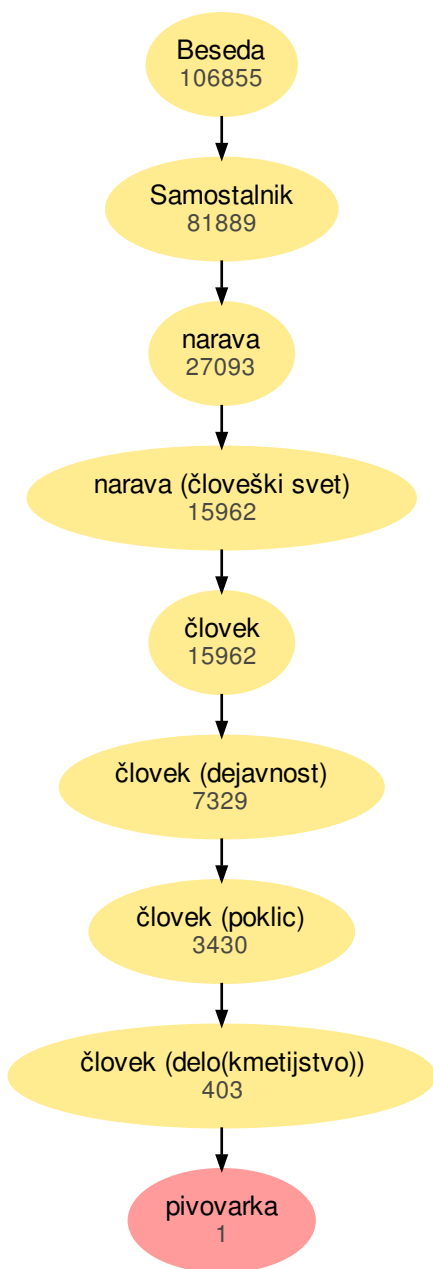 Beseda
106855
Samostalnik
81889
narava
27093
narava (človeški svet)
15962
človek
15962
človek (dejavnost)
7329
človek (poklic)
3430
človek (delo(kmetijstvo))
403
pivovarka
1